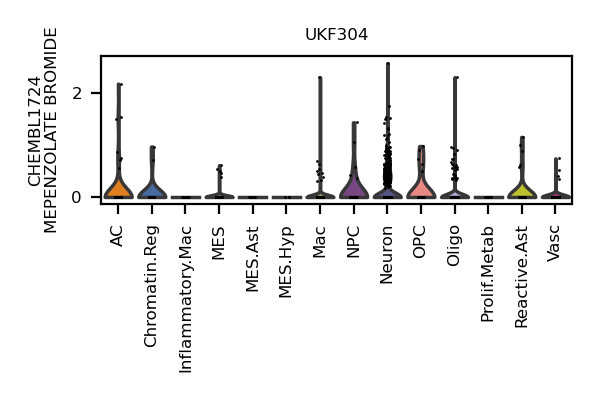 UKF304
CHEMBL1724
MEPENZOLATE BROMIDE
2
0
AC
Chromatin.Reg
Inflammatory.Mac
MES
MES.Ast
MES.Hyp
Mac
NPC
Neuron
OPC
Oligo
Prolif.Metab
Reactive.Ast
Vasc